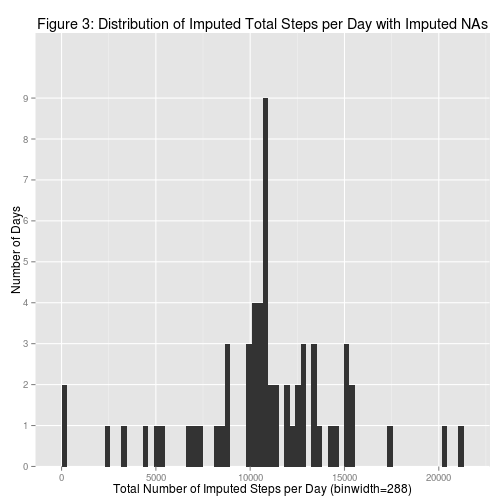 Figure 3: Distribution of Imputed Total Steps per Day with Imputed NAs
Number of Days
9
8
7
6
5
4
3
2
1
0
0 5000 10000 15000 20000
Total Number of Imputed Steps per Day (binwidth=288)